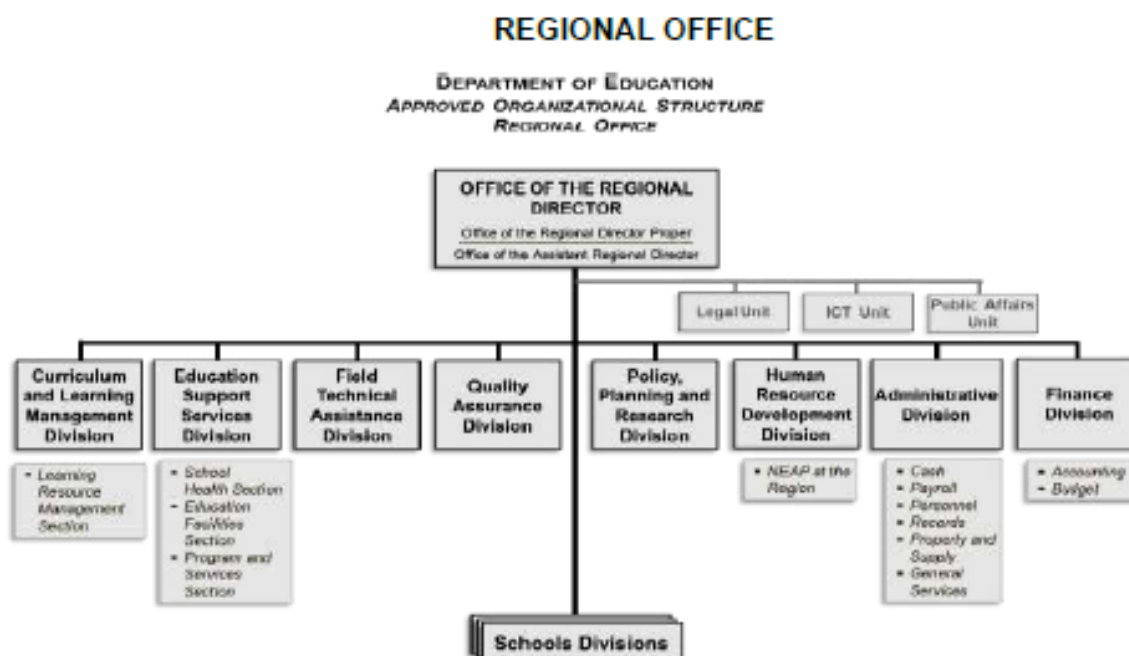 REGIONAL OFFICE
DEPARTMENT OF EDUCATION
APPROVED ORGANIZATIONAL STRUCTURE
REGIONAL OFFICE
OFFICE OF THE REGIONAL
DIRECTOR
Office of the Regional Director Proper
Office of the Assistant Regional Director
Legal Unit
ICT Unit
Public Affairs
Unit
Curriculum
and Learning
Management
Division
Education
Support
Services
Division
Field
Technical
Assistance
Division
Quality
Assurance
Division
Policy,
Planning and
Research
Division
Human
Resource
Development
Division
Administrative
Division
Finance
Division
- Learning
Resource
Management
Section
- School
Health Section
- Education
Facilities
Section
- Program and
Services
Section
- NEAP at the
Region
- Cash
- Payroll
- Personnel
- Records
- Property and
Supply
- General
Services
- Accounting
- Budget
Schools Divisions